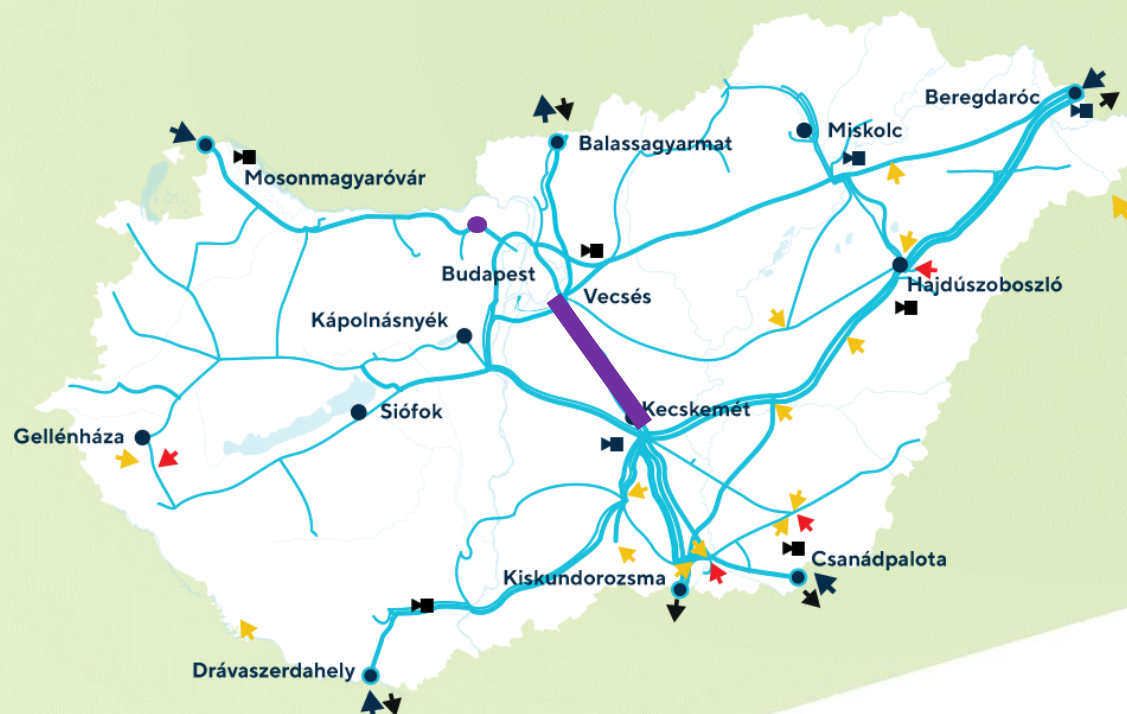 Beregdaróc
Miskolc
Balassagyarmat
Mosonmagyaróvár
Budapest
Hajdúszoboszló
Vecsés
Kápolnásnyék
Kecskemét
Siófok
Gellénháza
Csanádpalota
Kiskundorozsma
Drávaszerdahely